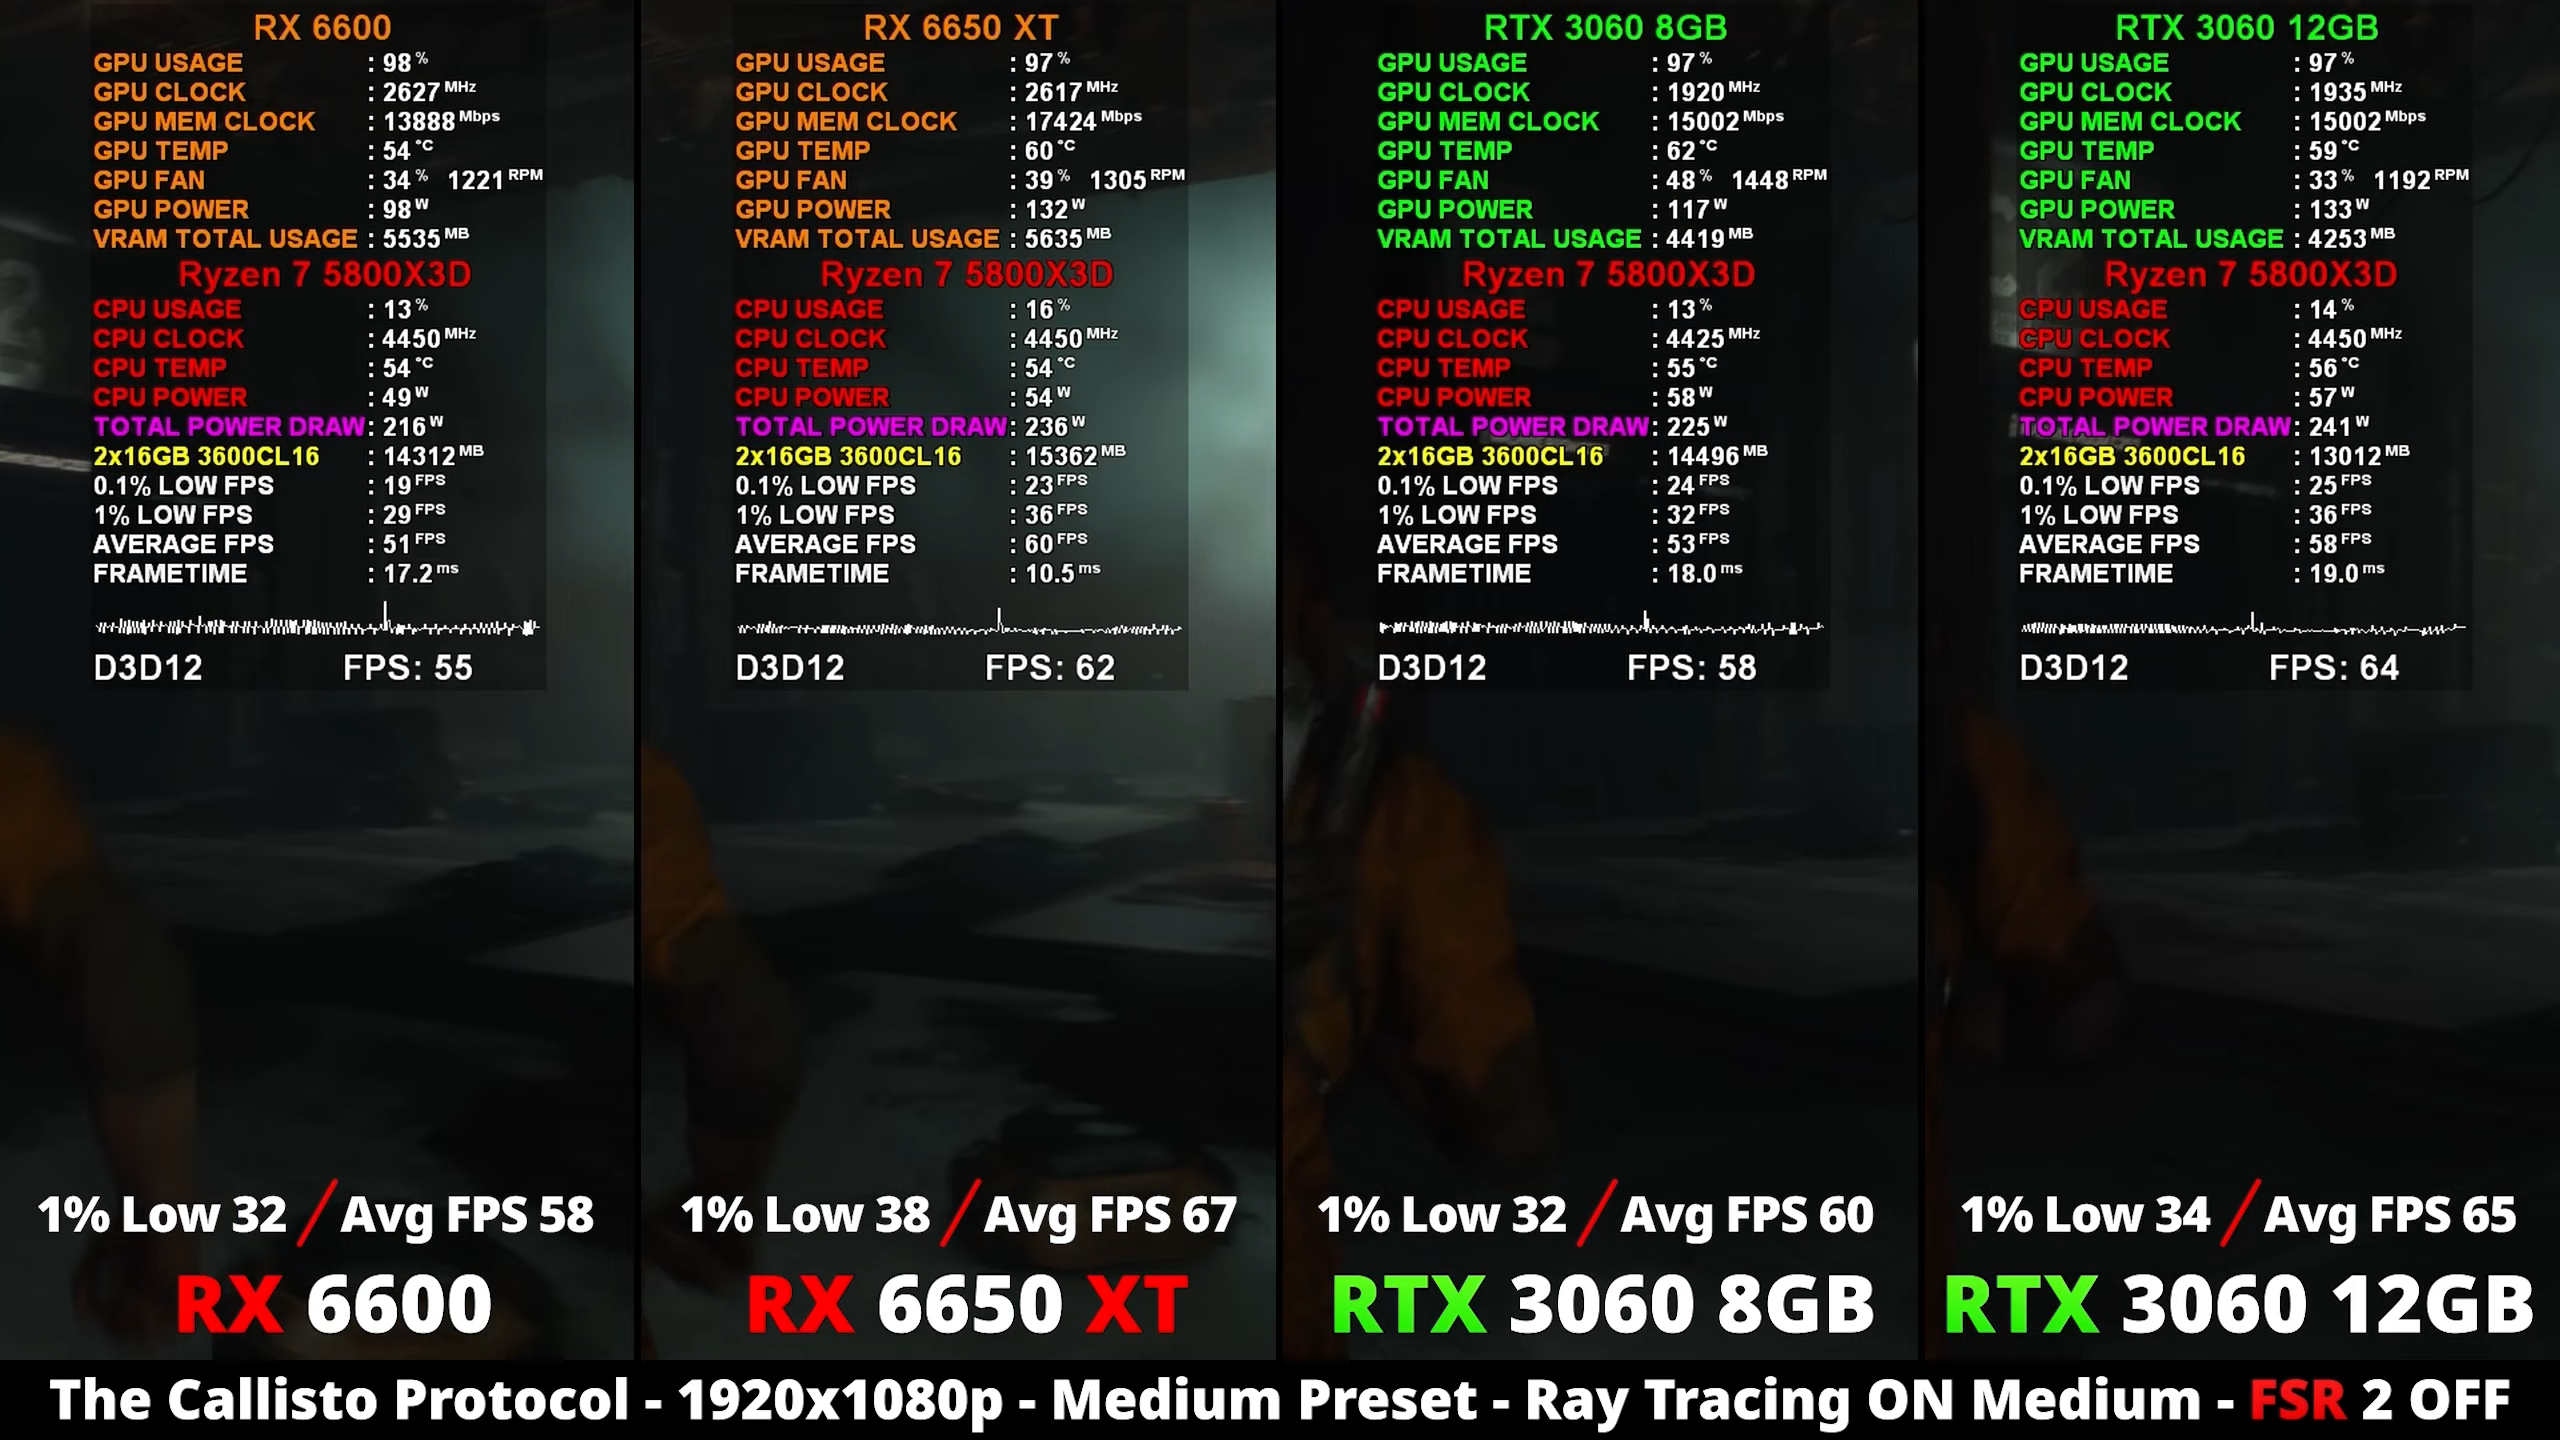 RX 6600
GPU USAGE : 98 %
GPU CLOCK : 2627 MHz
GPU MEM CLOCK : 13888 Mbps
GPU TEMP : 54 °C
GPU FAN : 34 % 1221 RPM
GPU POWER : 98 W
VRAM TOTAL USAGE : 5535 MB
Ryzen 7 5800X3D
CPU USAGE : 13 %
CPU CLOCK : 4450 MHz
CPU TEMP : 54 °C
CPU POWER : 49 W
TOTAL POWER DRAW : 216 W
2x16GB 3600CL16 : 14312 MB
0.1% LOW FPS : 19 FPS
1% LOW FPS : 29 FPS
AVERAGE FPS : 51 FPS
FRAMETIME : 17.2 ms
D3D12 FPS: 55
1% Low 32 / Avg FPS 58
RX 6600
RX 6650 XT
GPU USAGE : 97 %
GPU CLOCK : 2617 MHz
GPU MEM CLOCK : 17424 Mbps
GPU TEMP : 60 °C
GPU FAN : 39 % 1305 RPM
GPU POWER : 132 W
VRAM TOTAL USAGE : 5635 MB
Ryzen 7 5800X3D
CPU USAGE : 16 %
CPU CLOCK : 4450 MHz
CPU TEMP : 54 °C
CPU POWER : 54 W
TOTAL POWER DRAW : 236 W
2x16GB 3600CL16 : 15362 MB
0.1% LOW FPS : 23 FPS
1% LOW FPS : 36 FPS
AVERAGE FPS : 60 FPS
FRAMETIME : 10.5 ms
D3D12 FPS: 62
1% Low 38 / Avg FPS 67
RX 6650 XT
RTX 3060 8GB
GPU USAGE : 97 %
GPU CLOCK : 1920 MHz
GPU MEM CLOCK : 15002 Mbps
GPU TEMP : 62 °C
GPU FAN : 48 % 1448 RPM
GPU POWER : 117 W
VRAM TOTAL USAGE : 4419 MB
Ryzen 7 5800X3D
CPU USAGE : 13 %
CPU CLOCK : 4425 MHz
CPU TEMP : 55 °C
CPU POWER : 58 W
TOTAL POWER DRAW : 225 W
2x16GB 3600CL16 : 14496 MB
0.1% LOW FPS : 24 FPS
1% LOW FPS : 32 FPS
AVERAGE FPS : 53 FPS
FRAMETIME : 18.0 ms
D3D12 FPS: 58
1% Low 32 / Avg FPS 60
RTX 3060 8GB
RTX 3060 12GB
GPU USAGE : 97 %
GPU CLOCK : 1935 MHz
GPU MEM CLOCK : 15002 Mbps
GPU TEMP : 59 °C
GPU FAN : 33 % 1192 RPM
GPU POWER : 133 W
VRAM TOTAL USAGE : 4253 MB
Ryzen 7 5800X3D
CPU USAGE : 14 %
CPU CLOCK : 4450 MHz
CPU TEMP : 56 °C
CPU POWER : 57 W
TOTAL POWER DRAW : 241 W
2x16GB 3600CL16 : 13012 MB
0.1% LOW FPS : 25 FPS
1% LOW FPS : 36 FPS
AVERAGE FPS : 58 FPS
FRAMETIME : 19.0 ms
D3D12 FPS: 64
1% Low 34 / Avg FPS 65
RTX 3060 12GB
The Callisto Protocol - 1920x1080p - Medium Preset - Ray Tracing ON Medium - FSR 2 OFF